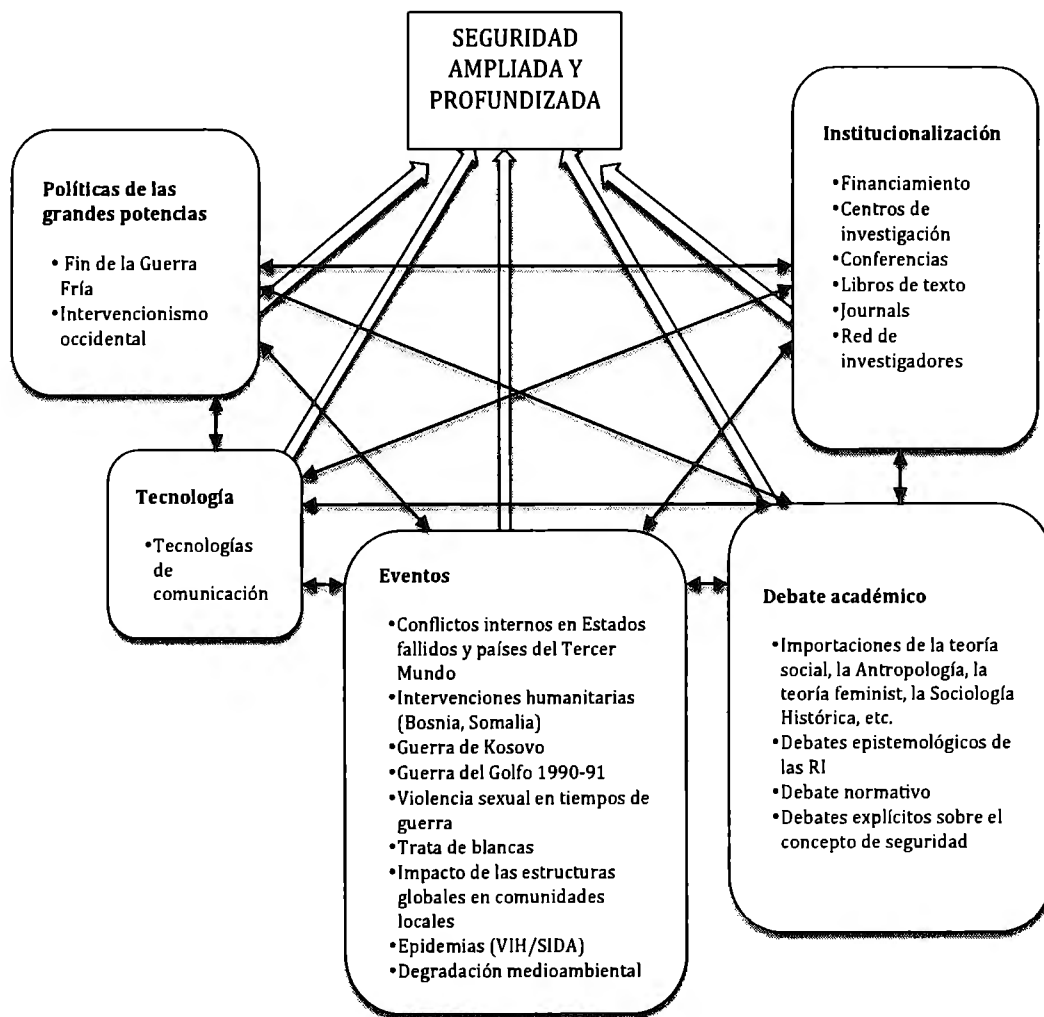 SEGURIDAD
AMPLIADA Y
PROFUNDIZADA
Políticas de las
grandes potencias
• Fin de la Guerra
Fría
•Intervencionismo
occidental
Institucionalización
•Financiamiento
•Centros de
investigación
•Conferencias
•Libros de texto
•Journals
•Red de
investigadores
Tecnología
•Tecnologías
de
comunicación
Eventos
•Conflictos internos en Estados
fallidos y países del Tercer
Mundo
•Intervenciones humanitarias
(Bosnia, Somalia)
•Guerra de Kosovo
•Guerra del Golfo 1990-91
•Violencia sexual en tiempos de
guerra
•Trata de blancas
•Impacto de las estructuras
globales en comunidades
locales
•Epidemias (VIH/SIDA)
•Degradación medioambiental
Debate académico
•Importaciones de la teoría
social, la Antropología, la
teoría feminist, la Sociología
Histórica, etc.
•Debates epistemológicos de
las RI
•Debate normativo
•Debates explícitos sobre el
concepto de seguridad